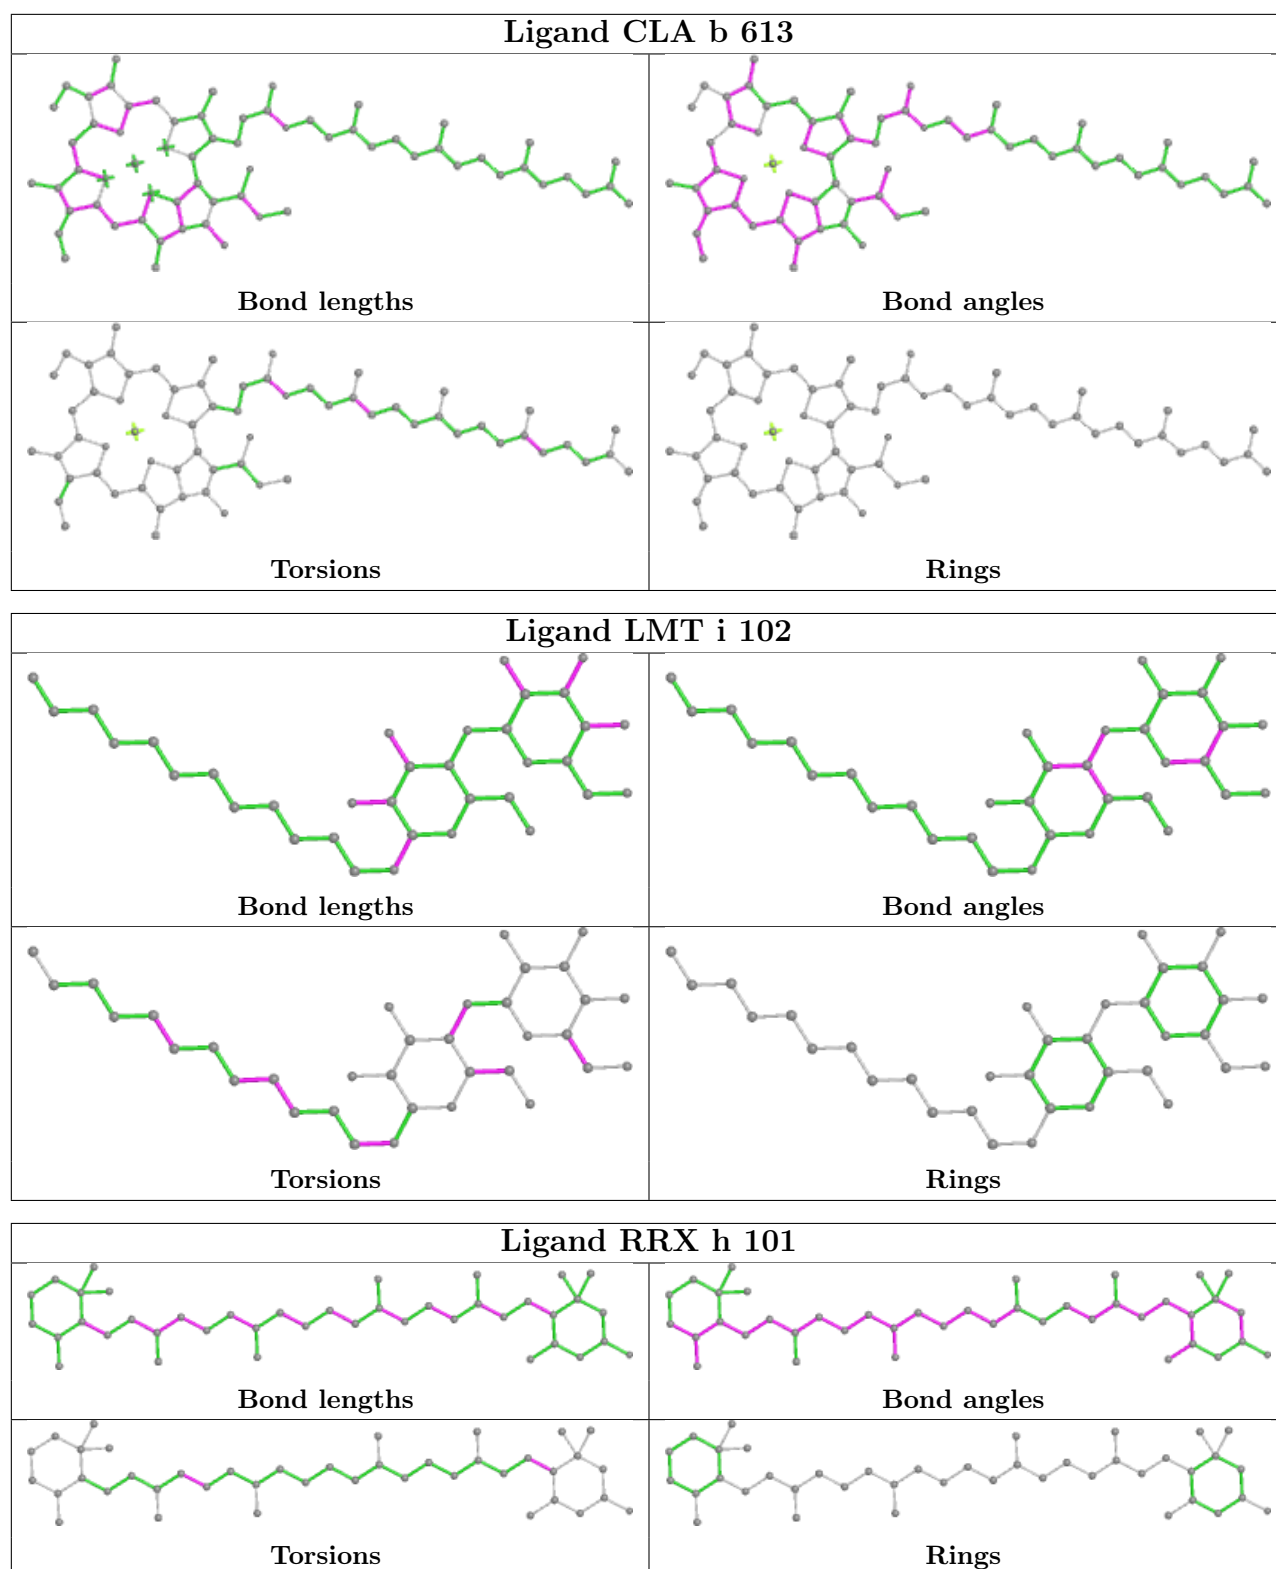 Ligand CLA b 613
Bond lengths
Bond angles
Torsions
Rings
Ligand LMT i 102
Bond lengths
Bond angles
Torsions
Rings
Ligand RRX h 101
Bond lengths
Bond angles
Torsions
Rings